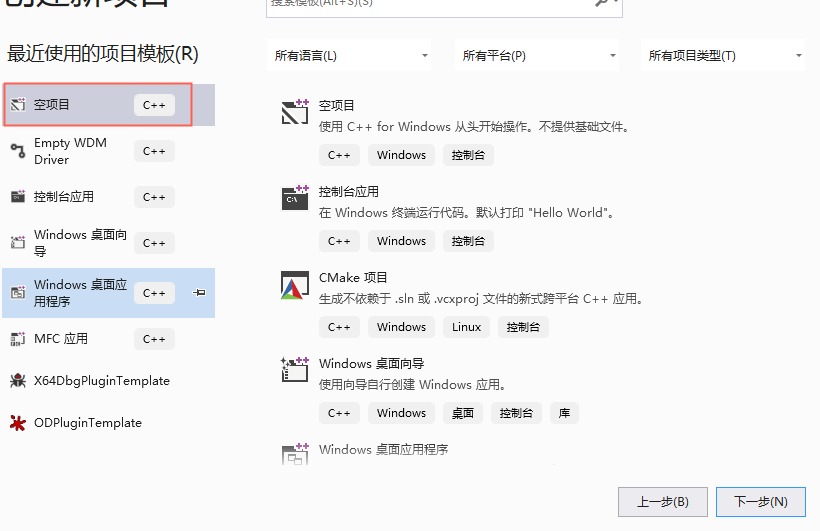 创建新项目
搜索模板(Alt+S)(S)
最近使用的项目模板(R)
所有语言(L)
所有平台(P)
所有项目类型(T)
空项目
C++
Empty WDM
Driver
C++
控制台应用
C++
Windows 桌面向
导
C++
Windows 桌面应
用程序
C++
MFC 应用
C++
X64DbgPluginTemplate
ODPluginTemplate
空项目
使用 C++ for Windows 从头开始操作。不提供基础文件。
C++ Windows 控制台
控制台应用
在 Windows 终端运行代码。默认打印 "Hello World"。
C++ Windows 控制台
CMake 项目
生成不依赖于 .sln 或 .vcxproj 文件的新式跨平台 C++ 应用。
C++ Windows Linux 控制台
Windows 桌面向导
使用向导自行创建 Windows 应用。
C++ Windows 桌面 控制台 库
Windows 桌面应用程序
上一步(B)
下一步(N)